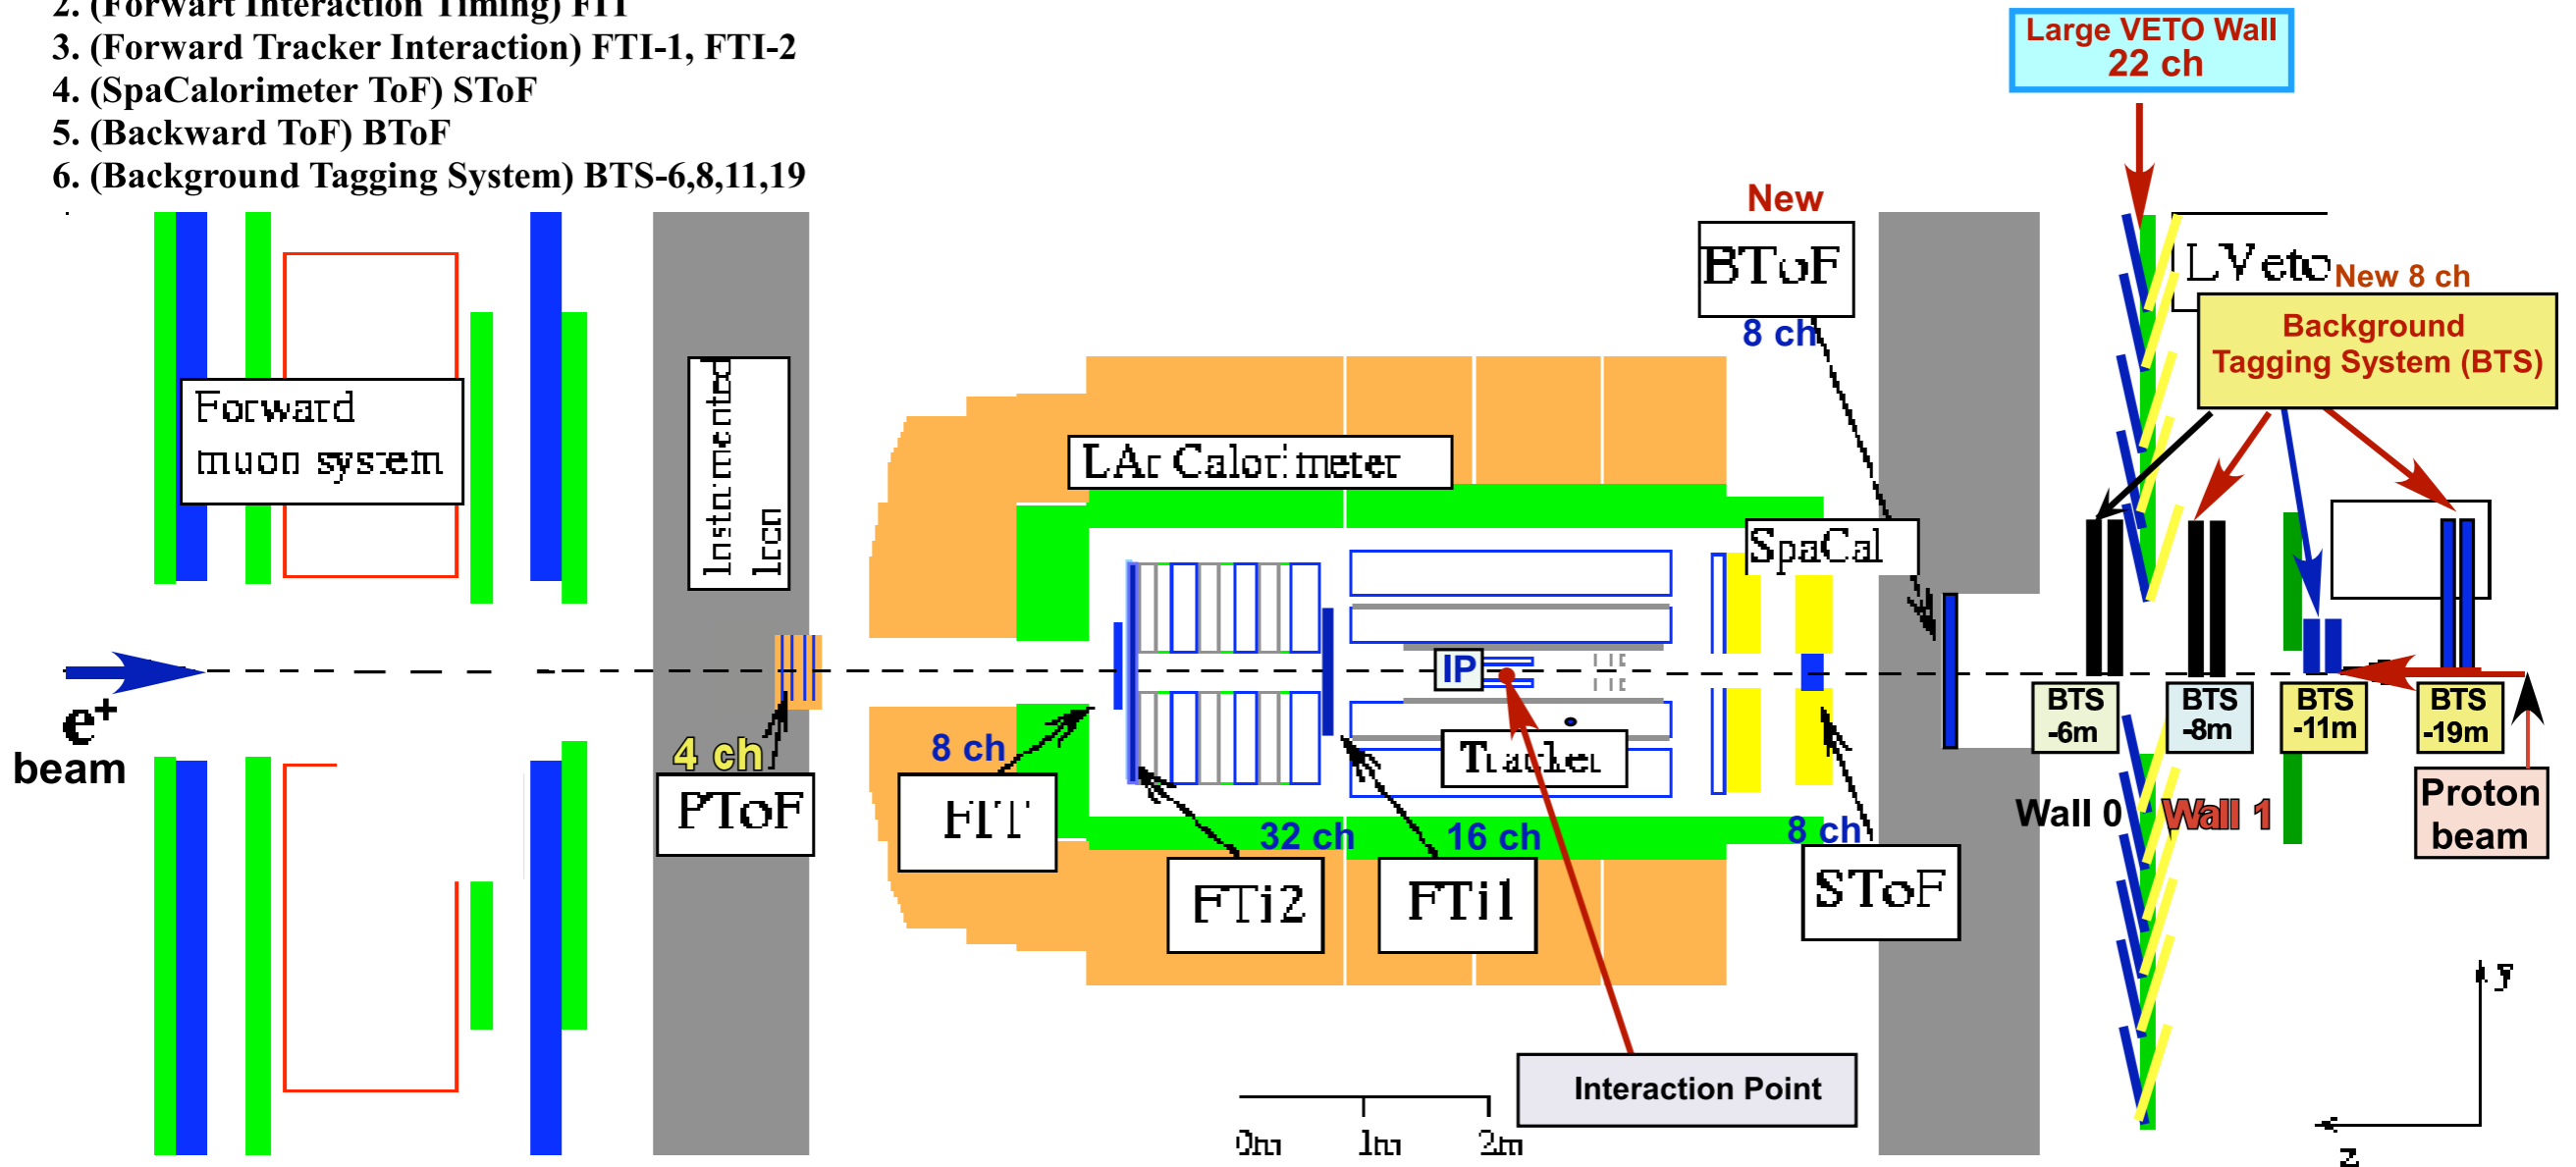 2. (Forwart Interaction Timing) FIT
3. (Forward Tracker Interaction) FTI-1, FTI-2
4. (SpaCalorimeter ToF) SToF
5. (Backward ToF) BToF
6. (Background Tagging System) BTS-6,8,11,19
Large VETO Wall
22 ch
New
BToF
8 ch
LVeto
New 8 ch
Background
Tagging System (BTS)
Forward
muon system
Instrumented
Iron
LAr Calorimeter
SpaCal
IP
e+
beam
4 ch
PToF
8 ch
FIT
32 ch
FTi2
16 ch
FTi1
Tracker
8 ch
SToF
BTS
-6m
BTS
-8m
BTS
-11m
BTS
-19m
Wall 0
Wall 1
Proton
beam
Interaction Point
0m
1m
2m
y
z